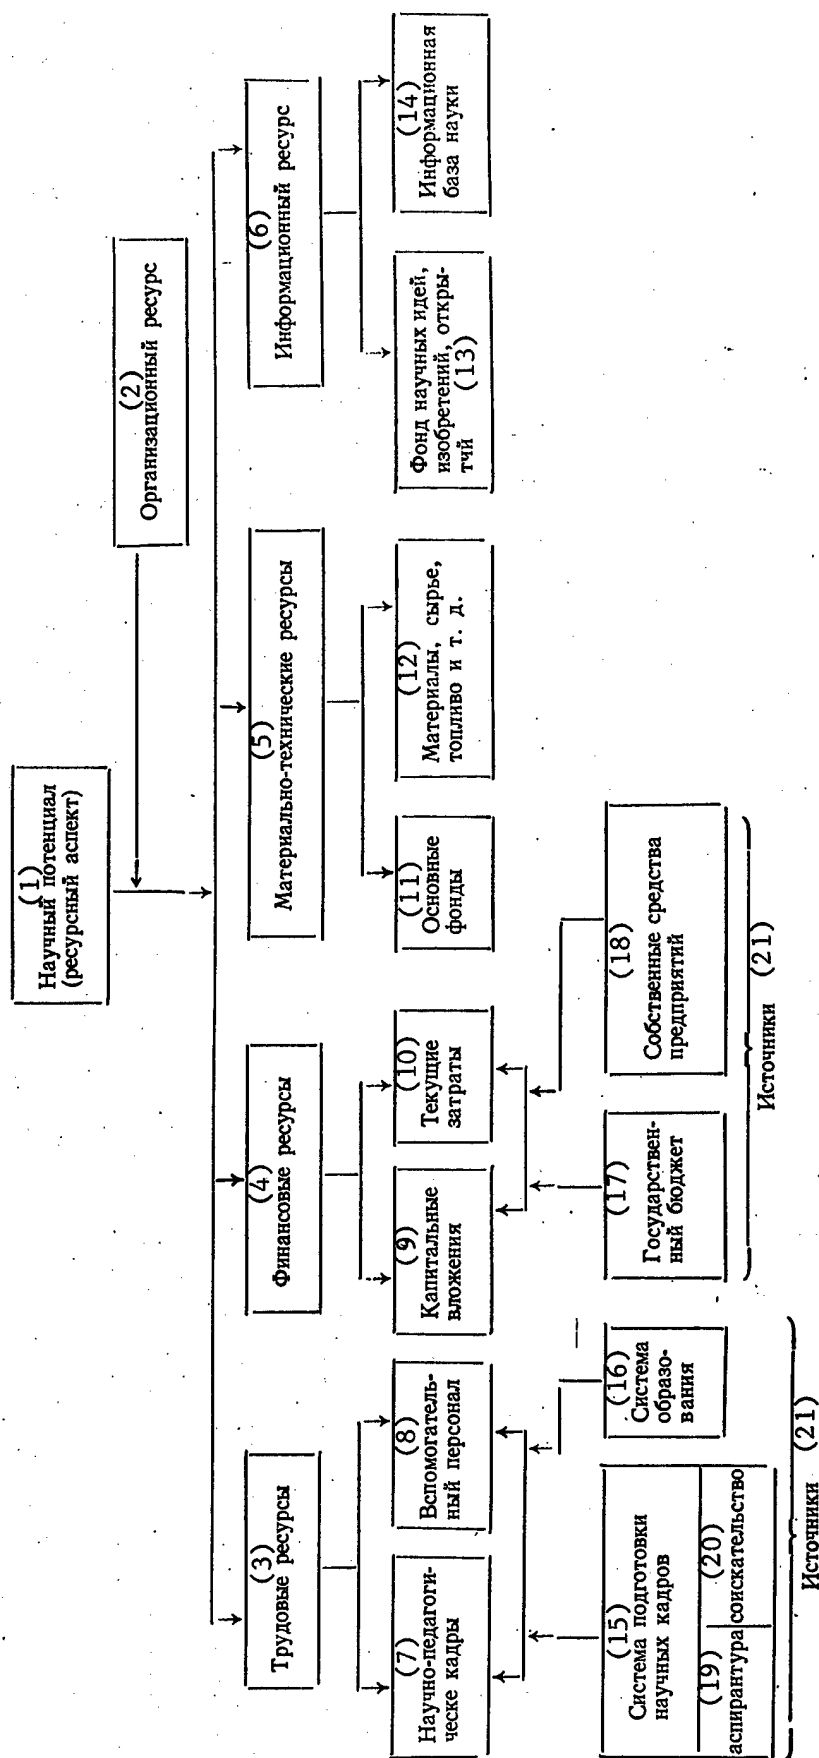 (1)
Научный потенциал
(ресурсный аспект)
(2)
Организационный ресурс
(3)
Трудовые ресурсы
(4)
Финансовые ресурсы
(5)
Материально-технические ресурсы
(6)
Информационный ресурс
(7)
Научно-педагоги-
ческе кадры
(8)
Вспомогатель-
ный персонал
(9)
Капитальные
вложения
(10)
Текущие
затраты
(11)
Основные
фонды
(12)
Материалы, сырье,
топливо и т. д.
Фонд научных идей,
изобретений, откры-
тчй (13)
(14)
Информационная
база науки
(15)
Система подготовки
научных кадров
(19)
аспирантура
(20)
соискательство
(16)
Система
образо-
вания
(17)
Государствен-
ный бюджет
(18)
Собственные средства
предприятий
Источники (21)
Источники (21)